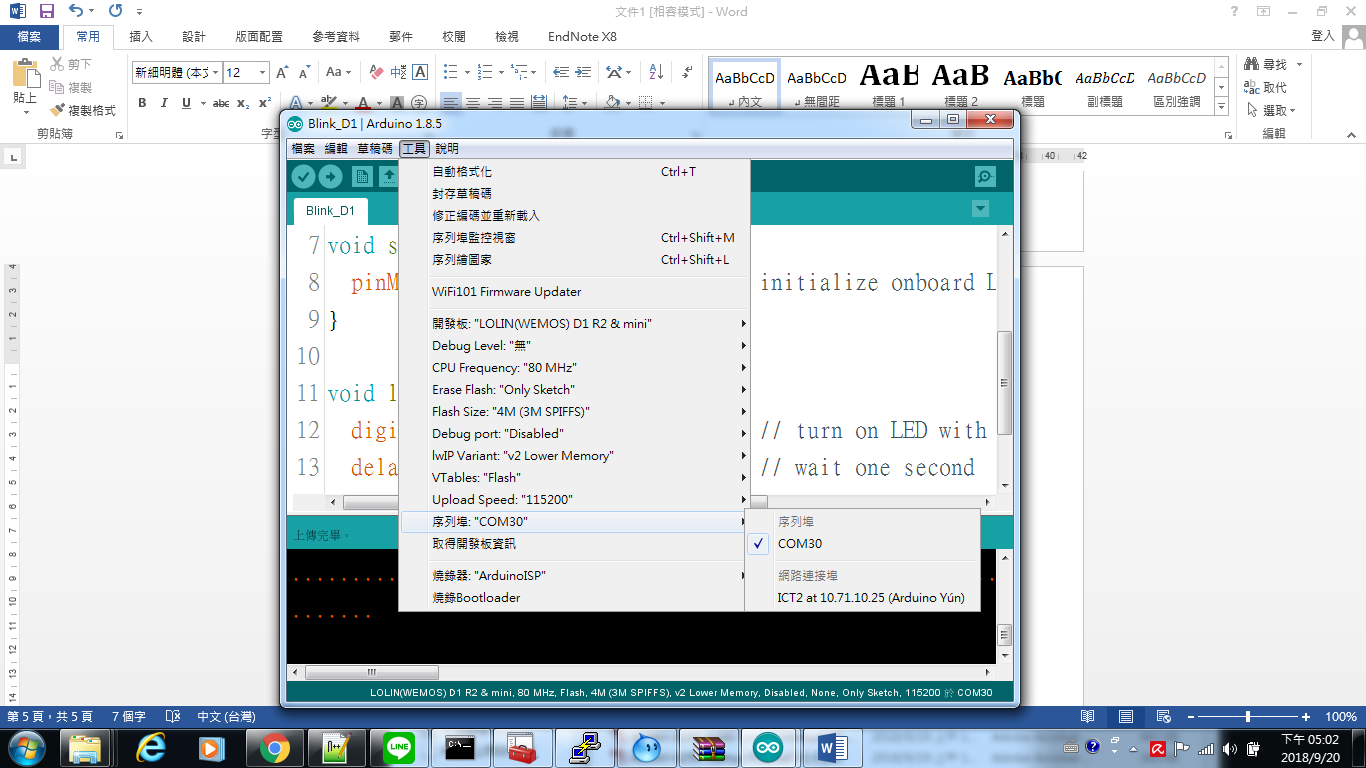 文件1 [相容模式] - Word
檔案 常用 插入 設計 版面配置 參考資料 郵件 校閱 檢視 EndNote X8 登入
貼上
剪下
複製
複製格式
剪貼簿
新細明體 (本文 12
B I U abc X₂ X²
AaBbCcD
內文
AaBbCcD
無間距
AaBb
標題 1
AaBb
標題 2
AaBbC
標題
AaBbCcD
副標題
AaBbCcD
區別強調
尋找
取代
選取
編輯
40 42
Blink_D1 | Arduino 1.8.5
檔案 編輯 草稿碼 工具 說明
Blink_D1
7 void s
8 pinM initialize onboard L
9 }
10
11 void l
12 digi // turn on LED with
13 dela // wait one second
自動格式化 Ctrl+T
封存草稿碼
修正編碼並重新載入
序列埠監控視窗 Ctrl+Shift+M
序列繪圖家 Ctrl+Shift+L
WiFi101 Firmware Updater
開發板: "LOLIN(WEMOS) D1 R2 & mini"
Debug Level: "無"
CPU Frequency: "80 MHz"
Erase Flash: "Only Sketch"
Flash Size: "4M (3M SPIFFS)"
Debug port: "Disabled"
lwIP Variant: "v2 Lower Memory"
VTables: "Flash"
Upload Speed: "115200"
序列埠: "COM30"
取得開發板資訊
燒錄器: "ArduinoISP"
燒錄Bootloader
序列埠
COM30
網路連接埠
ICT2 at 10.71.10.25 (Arduino Yún)
上傳完畢。
LOLIN(WEMOS) D1 R2 & mini, 80 MHz, Flash, 4M (3M SPIFFS), v2 Lower Memory, Disabled, None, Only Sketch, 115200 於 COM30
第 5 頁，共 5 頁 7 個字 中文 (台灣) 100%
下午 05:02
2018/9/20